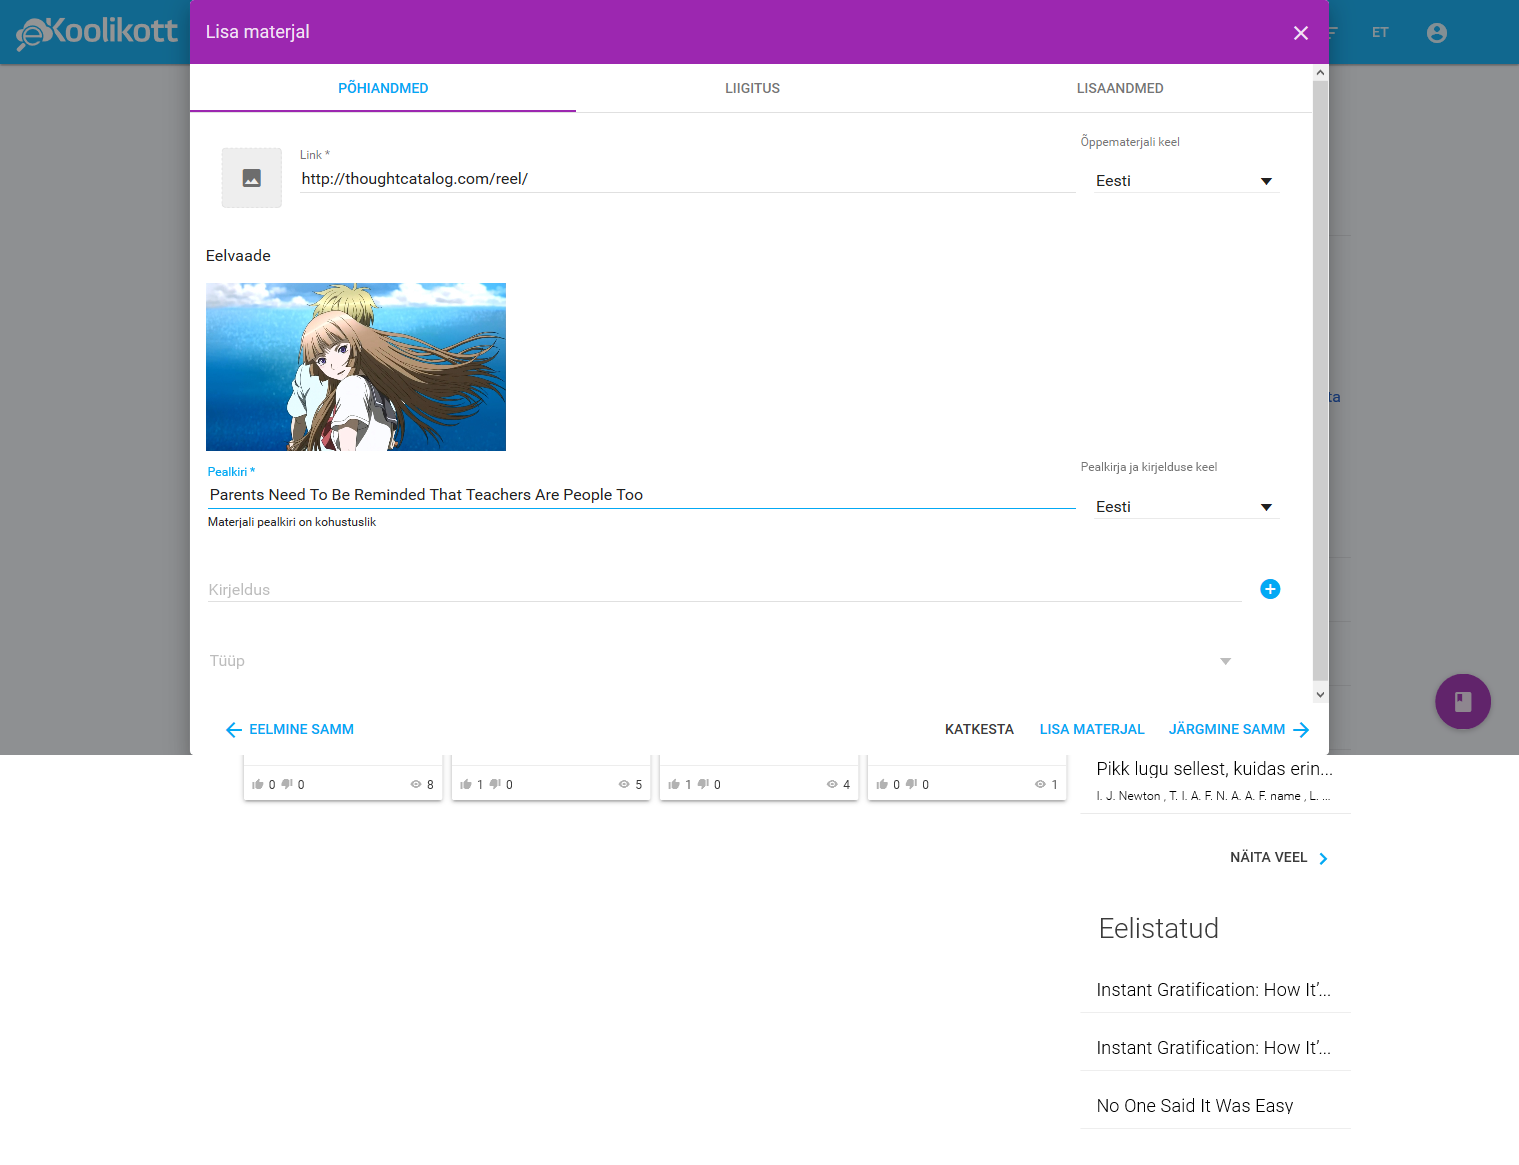 eKoolikott
Lisa materjal
ET
PÕHIANDMED
LIIGITUS
LISAANDMED
Link *
http://thoughtcatalog.com/reel/
Õppematerjali keel
Eesti
Eelvaade
ta
Pealkiri *
Parents Need To Be Reminded That Teachers Are People Too
Materjali pealkiri on kohustuslik
Pealkirja ja kirjelduse keel
Eesti
Kirjeldus
Tüüp
EELMINE SAMM
KATKESTA
LISA MATERJAL
JÄRGMINE SAMM
0 0 8
1 0 5
1 0 4
0 0 1
Pikk lugu sellest, kuidas erin...
I. J. Newton , T. I. A. F. N. A. A. F. name , L. ...
NÄITA VEEL
Eelistatud
Instant Gratification: How It’...
Instant Gratification: How It’...
No One Said It Was Easy